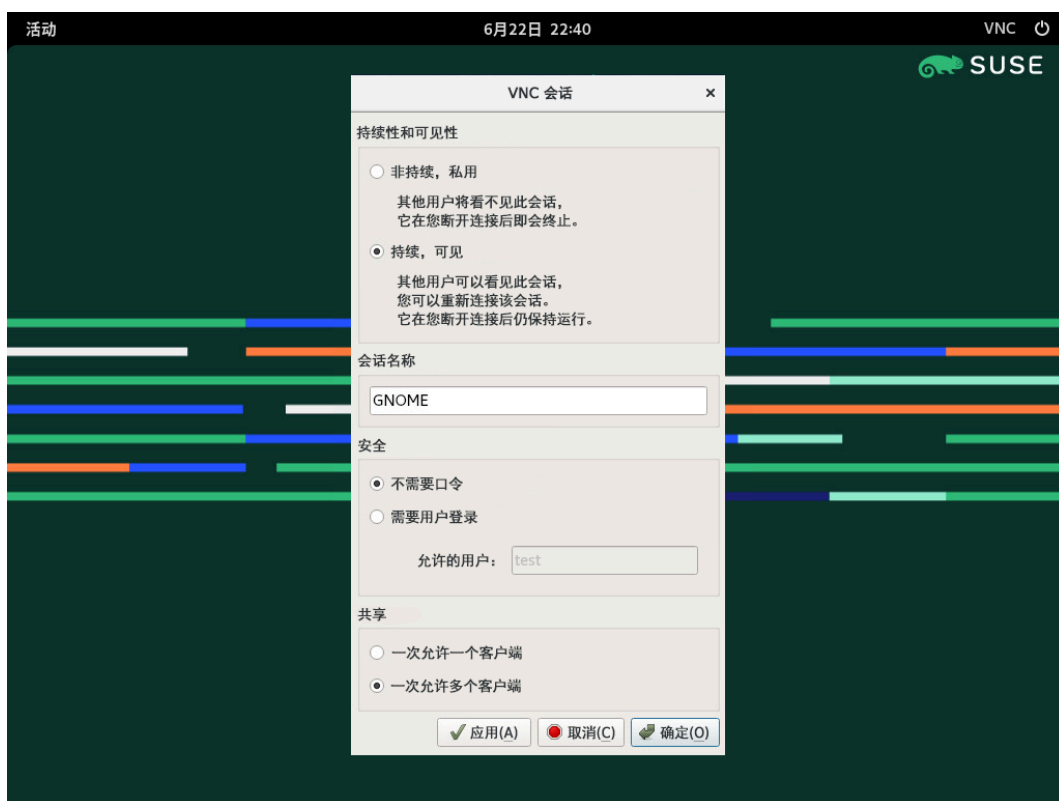 活动
6月22日 22:40
VNC
SUSE
VNC 会话
持续性和可见性
非持续，私用
其他用户将看不见此会话，
它在您断开连接后即会终止。
持续，可见
其他用户可以看见此会话，
您可以重新连接该会话。
它在您断开连接后仍保持运行。
会话名称
GNOME
安全
不需要口令
需要用户登录
允许的用户：
test
共享
一次允许一个客户端
一次允许多个客户端
应用(A)
取消(C)
确定(O)